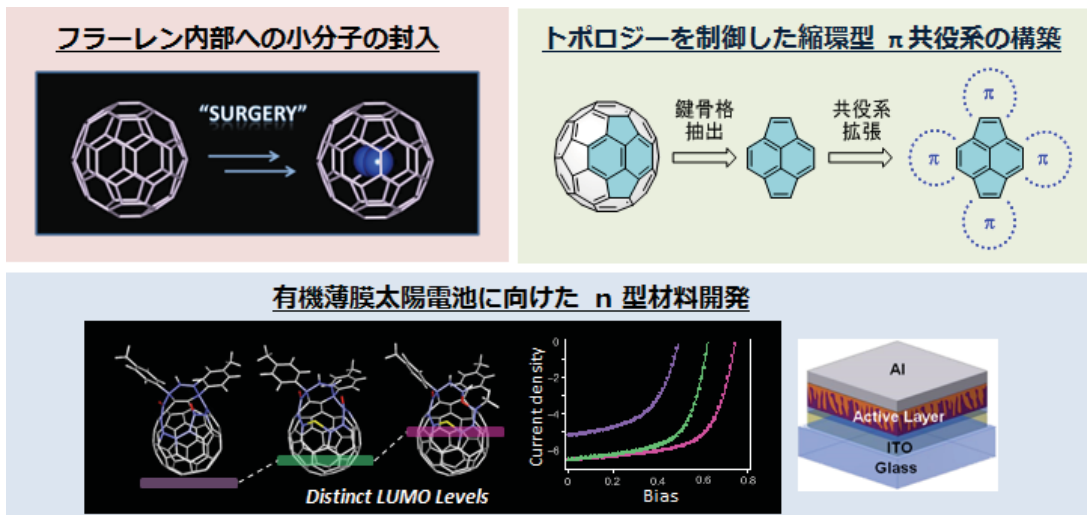 フラーレン内部への小分子の封入
“SURGERY”
トポロジーを制御した縮環型 π共役系の構築
鍵骨格
抽出
共役系
拡張
π
π
π
π
有機薄膜太陽電池に向けた n 型材料開発
Distinct LUMO Levels
Current density
0
-2
-4
-6
0
0.2
0.4
0.6
0.8
Bias
Al
Active Layer
ITO
Glass